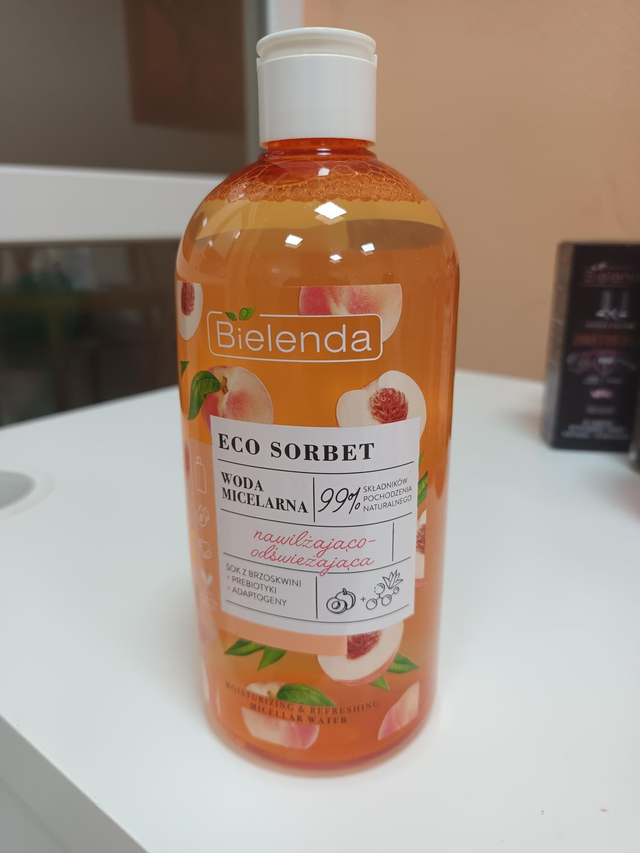 Bielenda
ECO SORBET
WODA
MICELARNA
99%
SKŁADNIKÓW
POCHODZENIA
NATURALNEGO
nawilżająco-
odświeżająca
SOK Z BRZOSKWINI
+ PREBIOTYKI
+ ADAPTOGENY
+
MOISTURIZING & REFRESHING
MICELLAR WATER
Bielenda